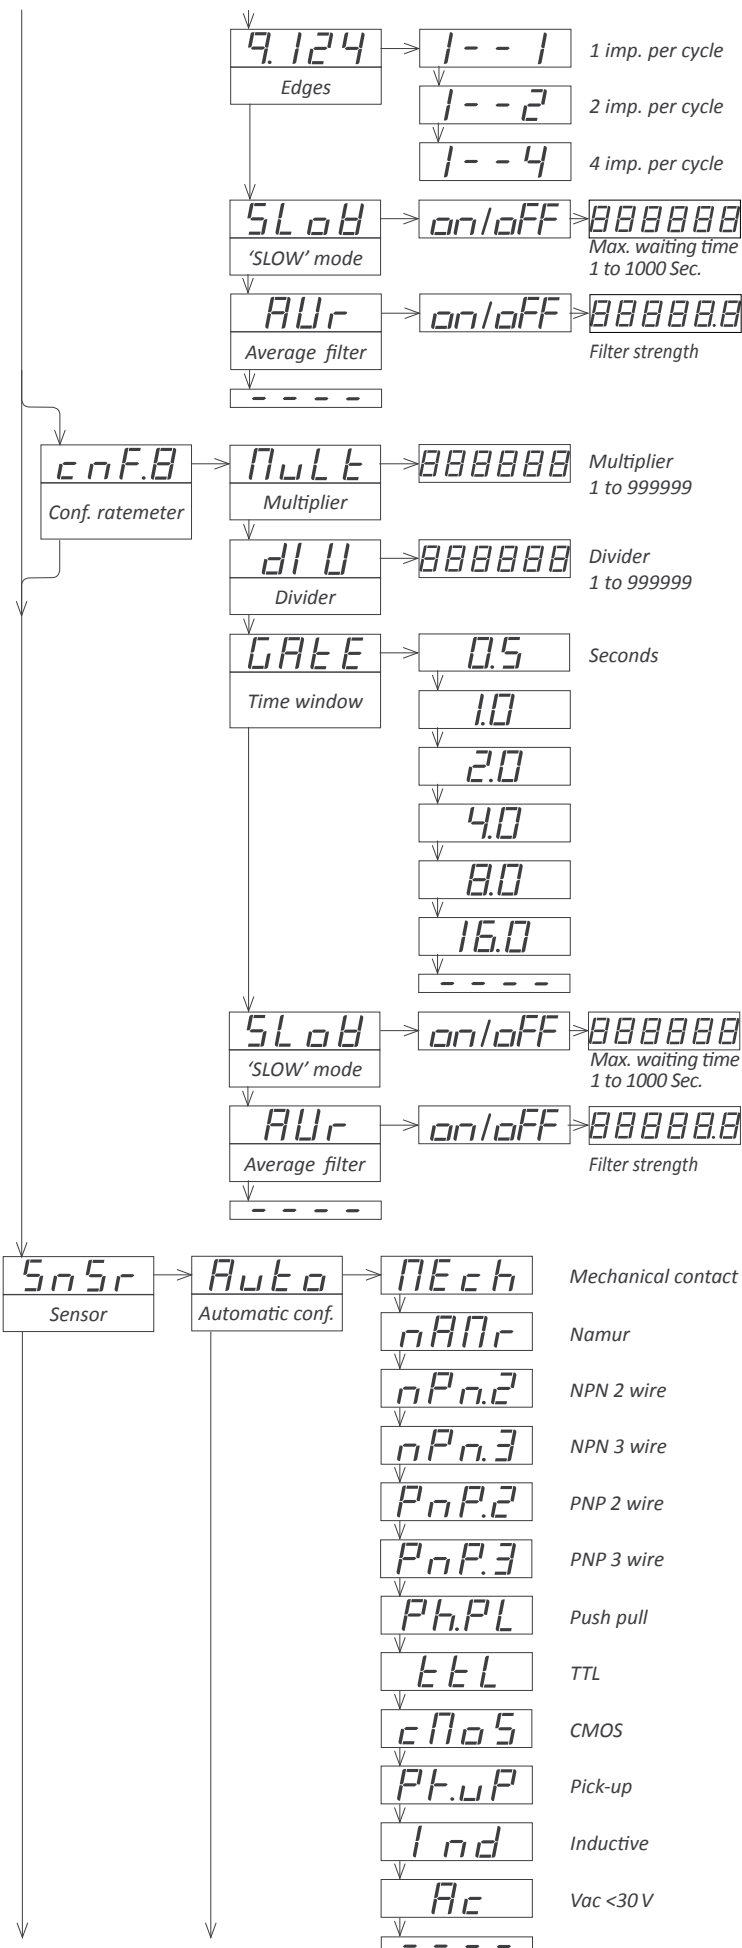 9.124 1--1 1 imp. per cycle
Edges
1--2 2 imp. per cycle
1--4 4 imp. per cycle
SLoW on/oFF 888888
'SLOW' mode Max. waiting time
1 to 1000 Sec.
AVr on/oFF 88888.8
Average filter Filter strength
----
cnF.8 MuLt 888888 Multiplier
Conf. ratemeter Multiplier 1 to 999999
dIV 888888 Divider
Divider 1 to 999999
GAtE 0.5 Seconds
Time window 1.0
2.0
4.0
8.0
16.0
----
SLoW on/oFF 888888
'SLOW' mode Max. waiting time
1 to 1000 Sec.
AVr on/oFF 88888.8
Average filter Filter strength
----
SnSr Auto MEch Mechanical contact
Sensor Automatic conf.
nAMr Namur
nPn.2 NPN 2 wire
nPn.3 NPN 3 wire
PnP.2 PNP 2 wire
PnP.3 PNP 3 wire
Ph.PL Push pull
ttL TTL
cMoS CMOS
Pk.uP Pick-up
Ind Inductive
Ac Vac <30 V
----